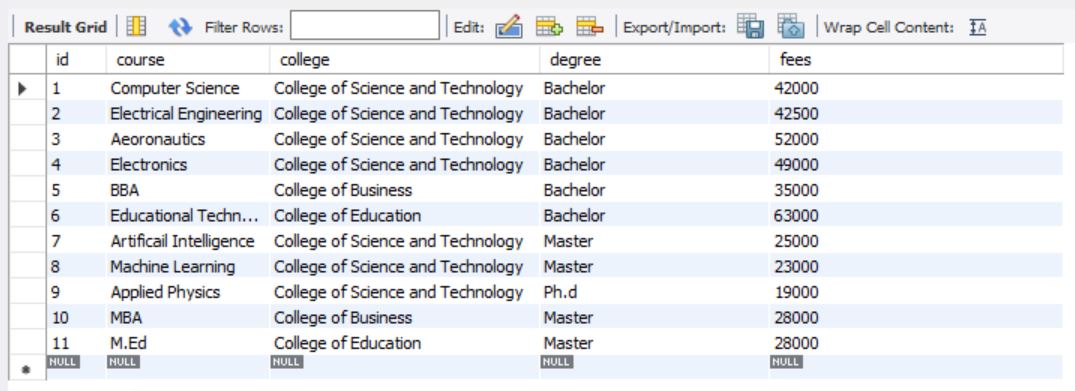 Result Grid Filter Rows: Edit: Export/Import: Wrap Cell Content:
id course college degree fees
1 Computer Science College of Science and Technology Bachelor 42000
2 Electrical Engineering College of Science and Technology Bachelor 42500
3 Aeoronautics College of Science and Technology Bachelor 52000
4 Electronics College of Science and Technology Bachelor 49000
5 BBA College of Business Bachelor 35000
6 Educational Techn... College of Education Bachelor 63000
7 Artificail Intelligence College of Science and Technology Master 25000
8 Machine Learning College of Science and Technology Master 23000
9 Applied Physics College of Science and Technology Ph.d 19000
10 MBA College of Business Master 28000
11 M.Ed College of Education Master 28000
NULL NULL NULL NULL NULL